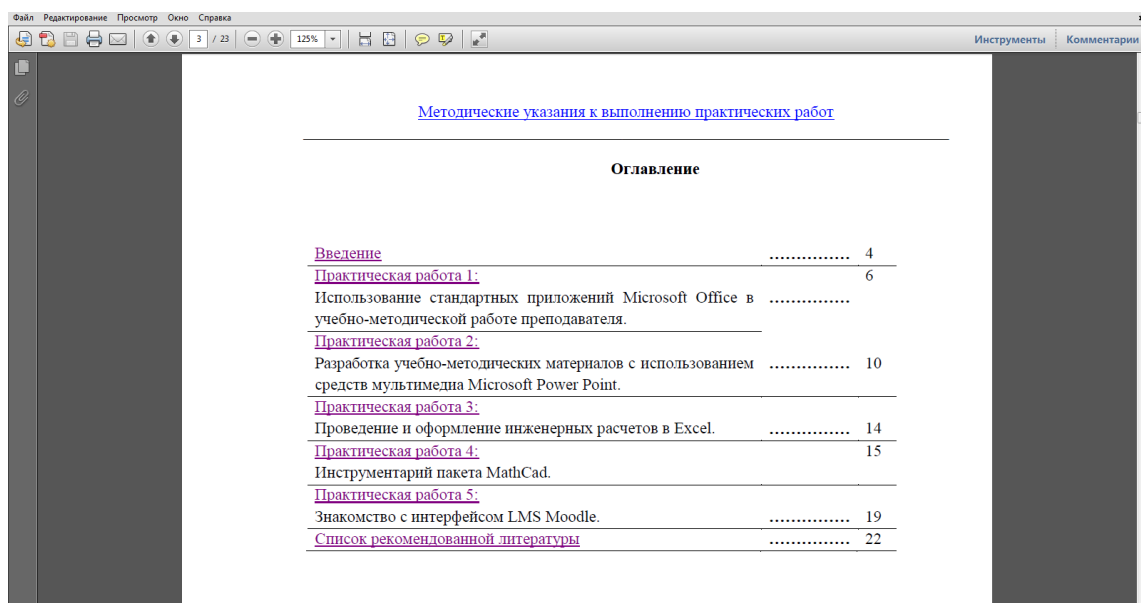 Файл Редактирование Просмотр Окно Справка
3 / 23 125% Инструменты Комментарии
Методические указания к выполнению практических работ
Оглавление
Введение ............... 4
Практическая работа 1: 6
Использование стандартных приложений Microsoft Office в ...............
учебно-методической работе преподавателя.
Практическая работа 2:
Разработка учебно-методических материалов с использованием ............... 10
средств мультимедиа Microsoft Power Point.
Практическая работа 3:
Проведение и оформление инженерных расчетов в Excel. ............... 14
Практическая работа 4: 15
Инструментарий пакета MathCad.
Практическая работа 5:
Знакомство с интерфейсом LMS Moodle. ............... 19
Список рекомендованной литературы ............... 22